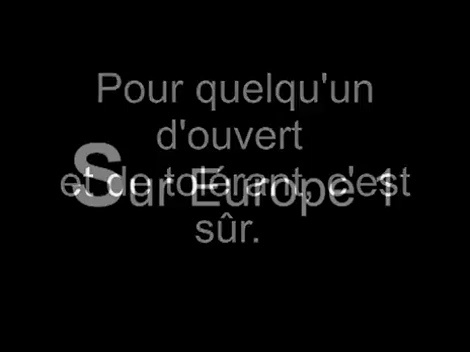 Pour quelqu'un
d'ouvert
et de tolérant, c'est
sûr.
Sur Europe 1